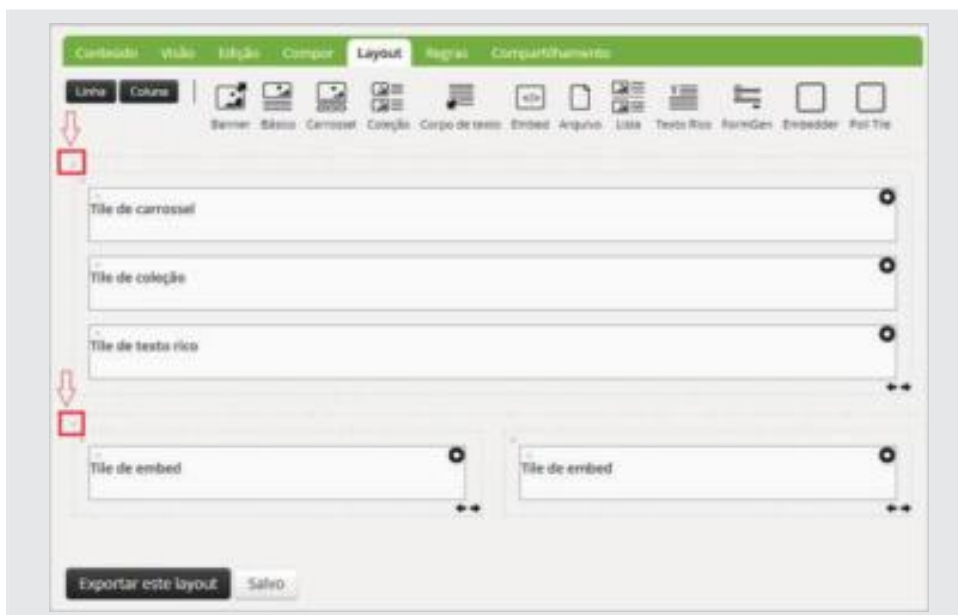 Conteúdo Visão Edição Compor Layout Regras Compartilhamento
Linha Coluna
Banner Básico Carrossel Coleção Corpo de texto Embed Arquivo Lista Texto Rico FormGen Embedder Poll Tile
Tile de carrossel
Tile de coleção
Tile de texto rico
Tile de embed Tile de embed
Exportar este layout Salvo